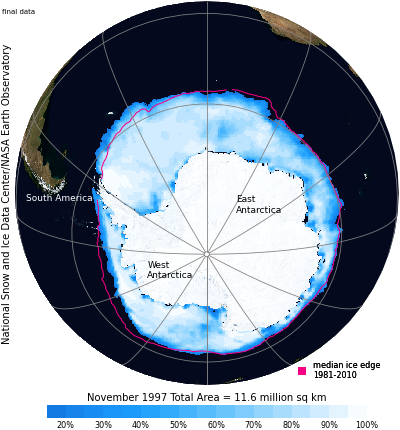 final data
National Snow and Ice Data Center/NASA Earth Observatory
South America
East
Antarctica
West
Antarctica
median ice edge
1981-2010
November 1997 Total Area = 11.6 million sq km
20% 30% 40% 50% 60% 70% 80% 90% 100%